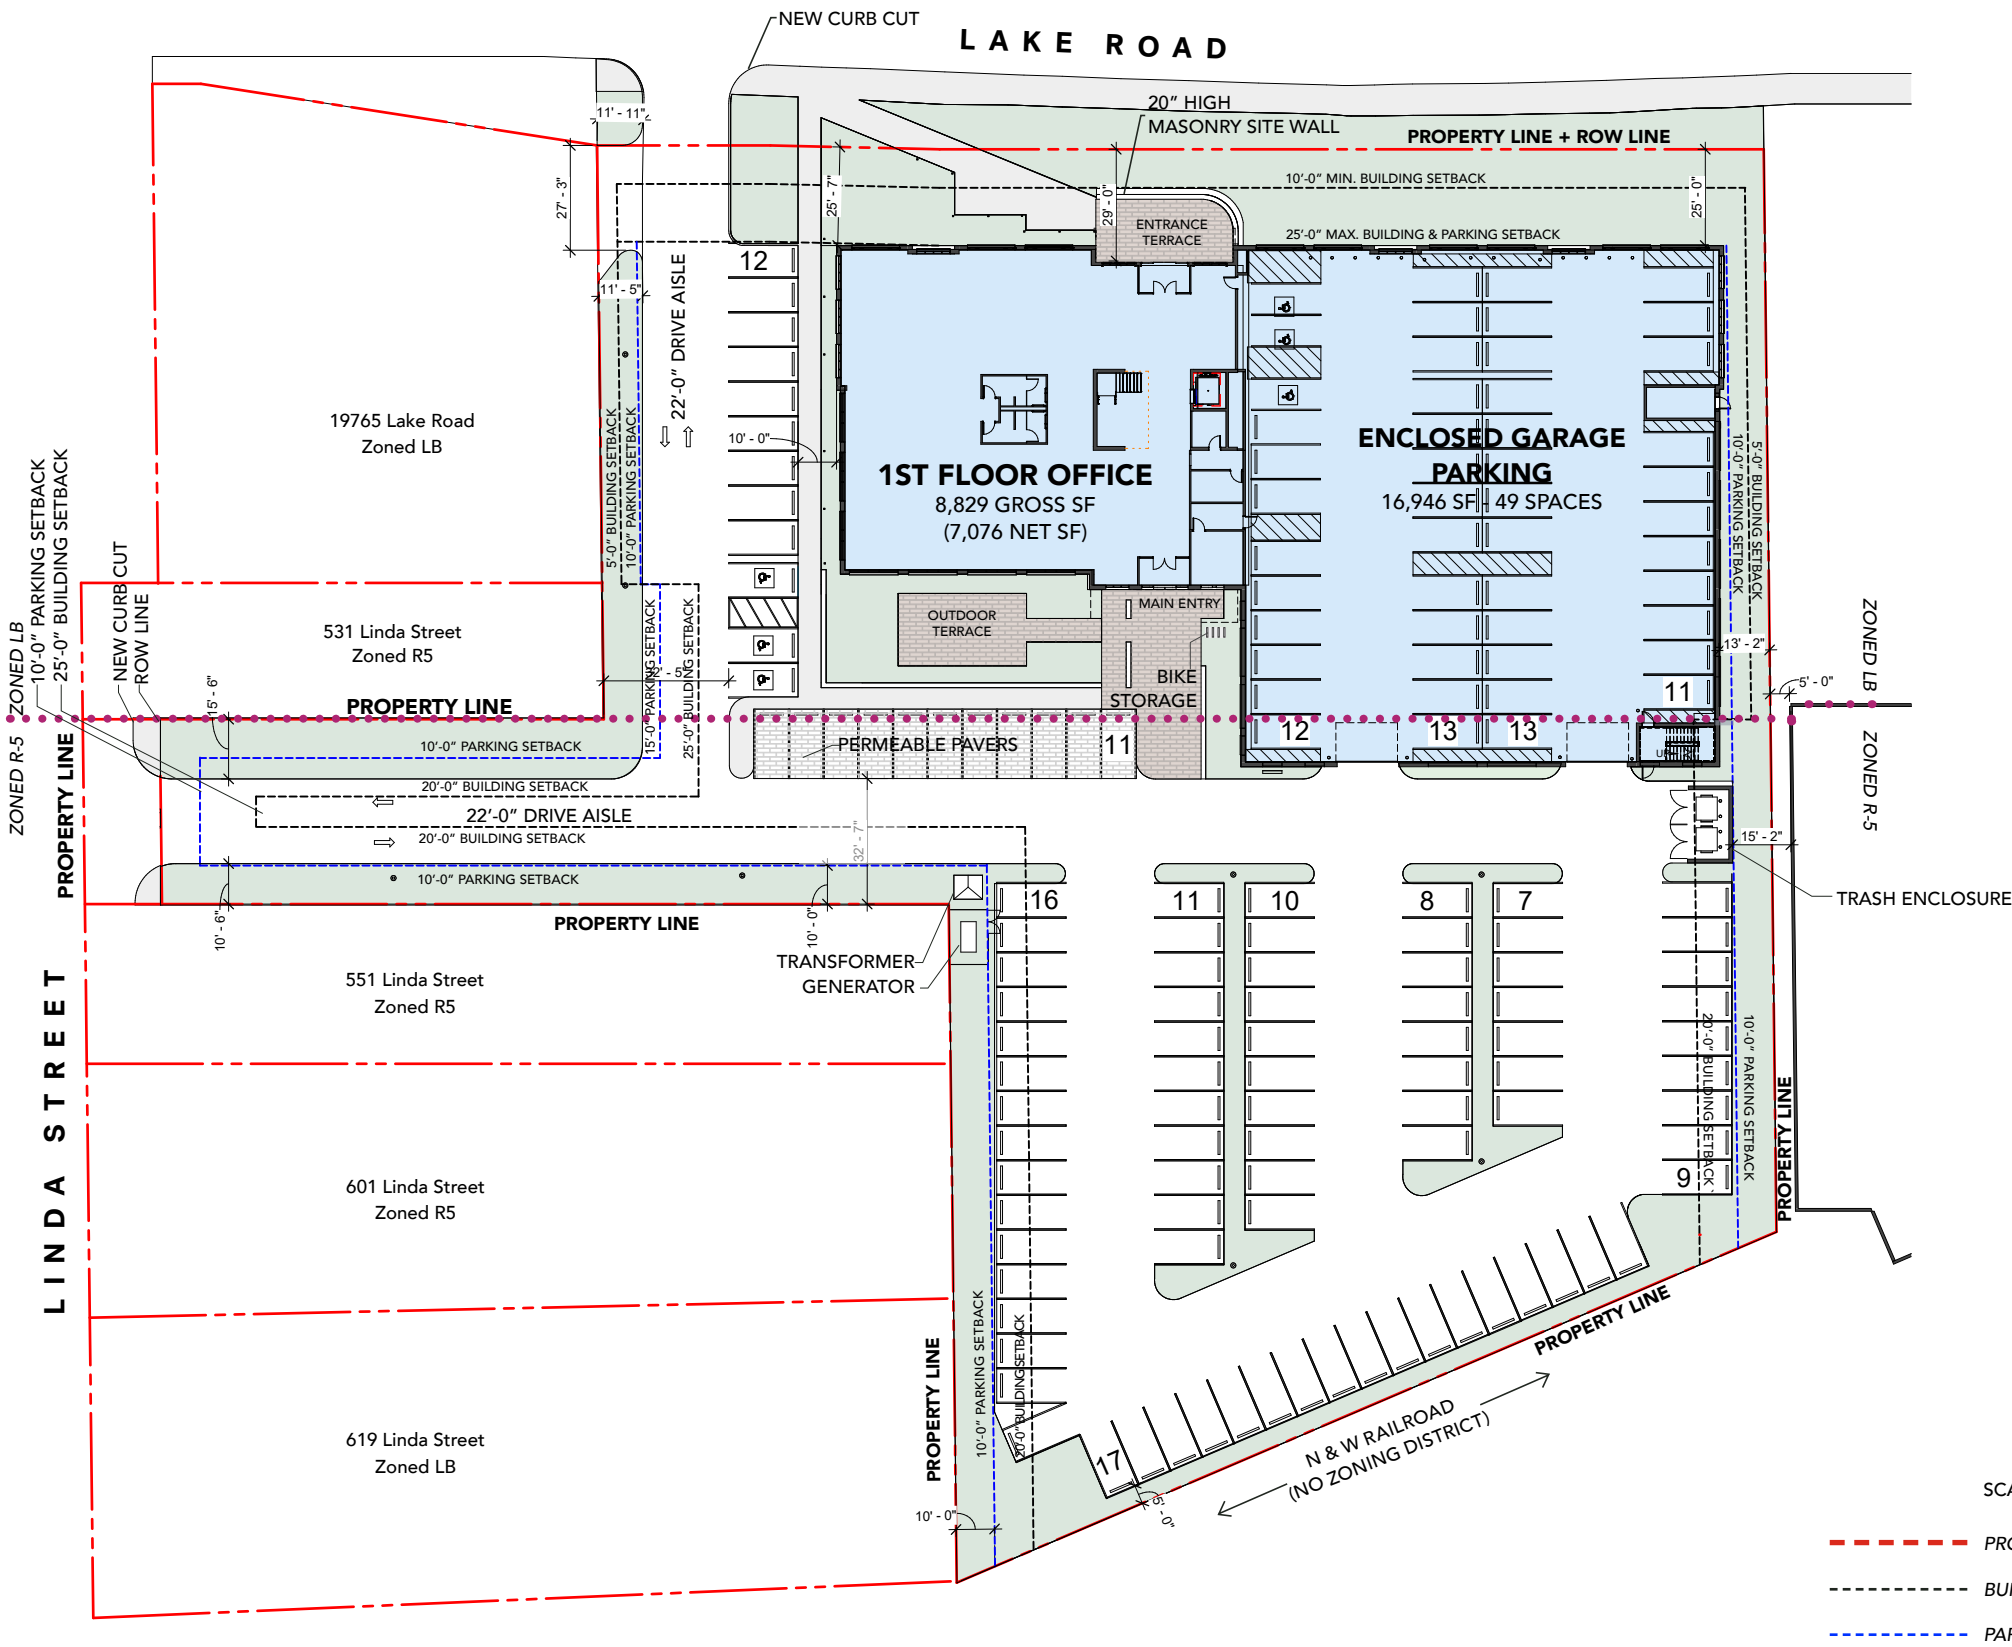 NEW CURB CUT
LAKE ROAD
11' - 11"
20” HIGH
MASONRY SITE WALL
PROPERTY LINE + ROW LINE
27' - 3"
25' - 7"
29' - 0"
25' - 0"
10’-0” MIN. BUILDING SETBACK
ENTRANCE
TERRACE
25’-0” MAX. BUILDING & PARKING SETBACK
12
11' - 5"
22’-0” DRIVE AISLE
19765 Lake Road
Zoned LB
5’-0” BUILDING SETBACK
10’-0” PARKING SETBACK
10' - 0"
1ST FLOOR OFFICE
8,829 GROSS SF
(7,076 NET SF)
ENCLOSED GARAGE
PARKING
16,946 SF - 49 SPACES
10’-0” PARKING SETBACK
5’-0” BUILDING SETBACK
ZONED LB
10’-0” PARKING SETBACK
25’-0” BUILDING SETBACK
NEW CURB CUT
ROW LINE
531 Linda Street
Zoned R5
15’-0” PARKING SETBACK
25’-0” BUILDING SETBACK
OUTDOOR
TERRACE
MAIN ENTRY
BIKE
STORAGE
13' - 2"
5' - 0"
ZONED LB
15' - 6"
PROPERTY LINE
11
12
13
13
10’-0” PARKING SETBACK
PERMEABLE PAVERS
11
UP
ZONED R-5
ZONED R-5
PROPERTY LINE
20’-0” BUILDING SETBACK
22’-0” DRIVE AISLE
20’-0” BUILDING SETBACK
32' - 7"
15' - 2"
10’-0” PARKING SETBACK
TRASH ENCLOSURE
10' - 6"
PROPERTY LINE
10' - 0"
16
11
10
8
7
TRANSFORMER
GENERATOR
551 Linda Street
Zoned R5
LINDA STREET
20’-0” BUILDING SETBACK
10’-0” PARKING SETBACK
PROPERTY LINE
9
601 Linda Street
Zoned R5
PROPERTY LINE
10’-0” PARKING SETBACK
20’-0” BUILDING SETBACK
PROPERTY LINE
N & W RAILROAD
(NO ZONING DISTRICT)
619 Linda Street
Zoned LB
17
5' - 0"
10' - 0"